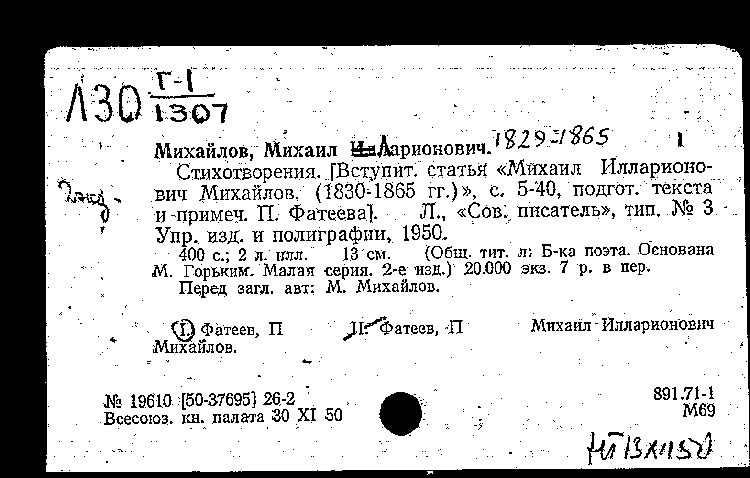 Л30 Г-1
1307
Михайлов, Михаил Ларионович. 1829-1865 1
Стихотворения. [Вступит. статья «Михаил Илларионо-
вич Михайлов. (1830-1865 гг.)», с. 5-40, подгот. текста
и примеч. П. Фатеева]. Л., «Сов. писатель», тип. № 3
Упр. изд. и полиграфии, 1950.
400 с.; 2 л. илл. 13 см. (Общ. тит. л: Б-ка поэта. Основана
М. Горьким. Малая серия. 2-е изд.) 20.000 экз. 7 р. в пер.
Перед загл. авт: М. Михайлов.
I. Фатеев, П II. Фатеев, П Михаил Илларионович
Михайлов.
№ 19610 [50-37695] 26-2 891.71-1
Всесоюз. кн. палата 30 XI 50 М69